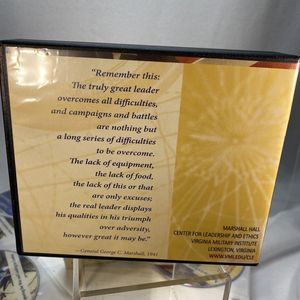 "Remember this:
The truly great leader
overcomes all difficulties,
and campaigns and battles
are nothing but
a long series of difficulties
to be overcome.
The lack of equipment,
the lack of food,
the lack of this or that
are only excuses;
the real leader displays
his qualities in his triumph
over adversity,
however great it may be."
—General George C. Marshall, 1941
MARSHALL HALL
CENTER FOR LEADERSHIP AND ETHICS
VIRGINIA MILITARY INSTITUTE
LEXINGTON, VIRGINIA
WWW.VMI.EDU/CLE